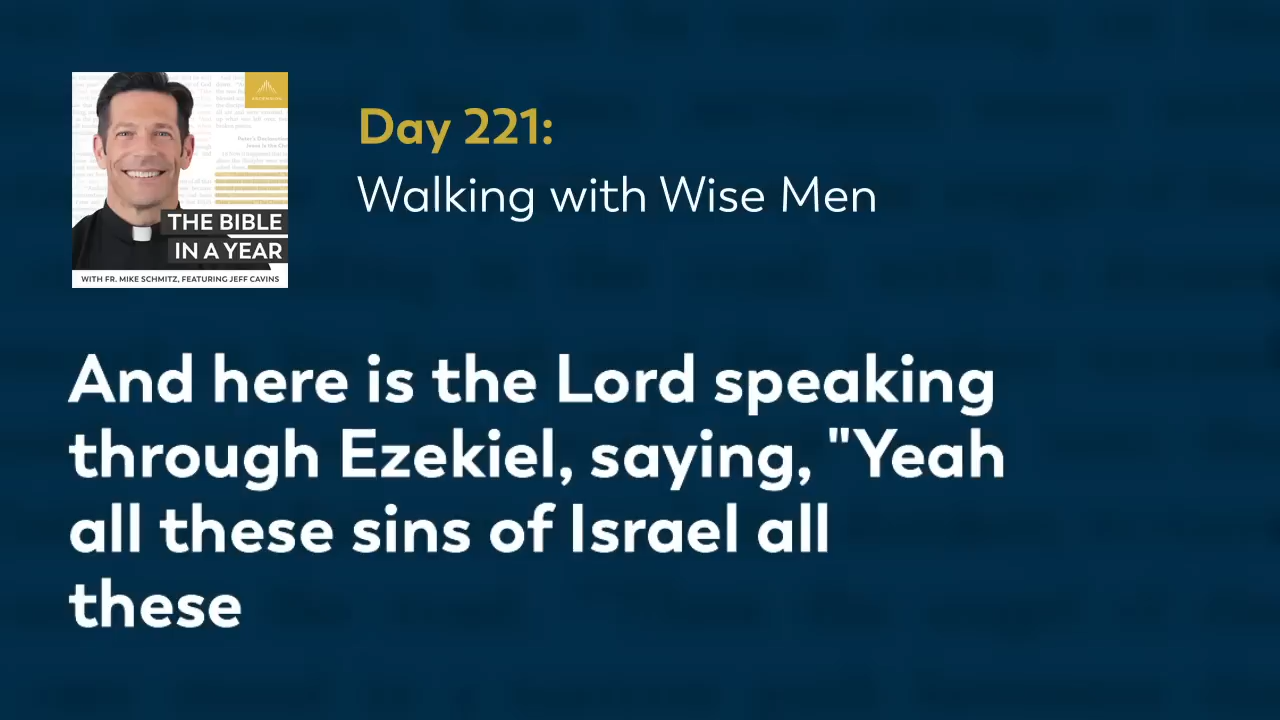 Day 221:
Walking with Wise Men
THE BIBLE
IN A YEAR
WITH FR. MIKE SCHMITZ, FEATURING JEFF CAVINS
And here is the Lord speaking
through Ezekiel, saying, "Yeah
all these sins of Israel all
these